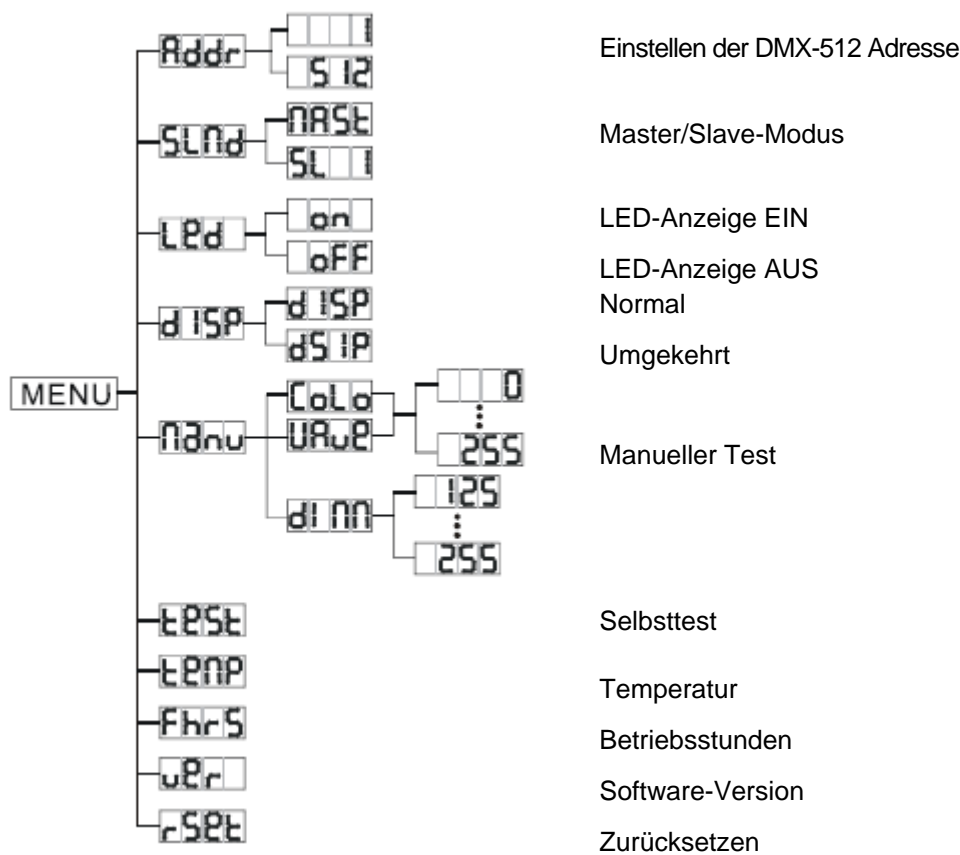 Addr 1 Einstellen der DMX-512 Adresse
512
SLMd MASt Master/Slave-Modus
SL 1
Led on LED-Anzeige EIN
oFF LED-Anzeige AUS
dISP dISP Normal
dSIP Umgekehrt
MENU
Manu CoLo 0
WAve 255 Manueller Test
dIMM 125
255
teSt Selbsttest
teMP Temperatur
FhrS Betriebsstunden
ver Software-Version
rSet Zurücksetzen